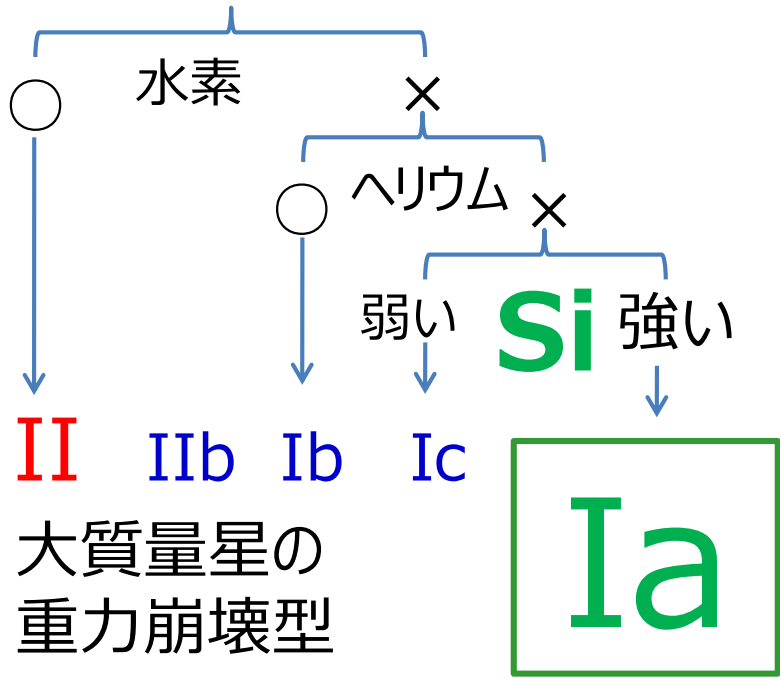 水素
○ ×
ヘリウム
○ ×
弱い Si 強い
II IIb Ib Ic
Ia
大質量星の
重力崩壊型